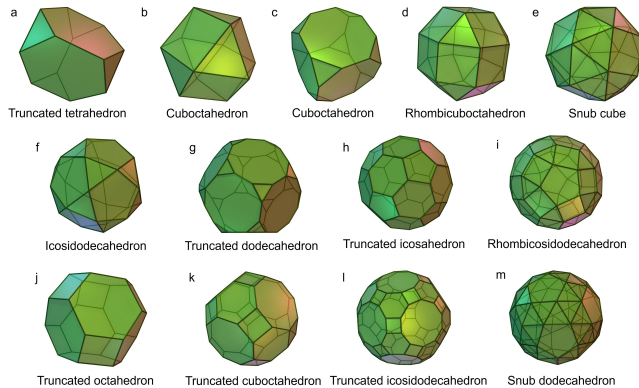 a b c d e
Truncated tetrahedron Cuboctahedron Cuboctahedron Rhombicuboctahedron Snub cube
f g h i
Icosidodecahedron Truncated dodecahedron Truncated icosahedron Rhombicosidodecahedron
j k l m
Truncated octahedron Truncated cuboctahedron Truncated icosidodecahedron Snub dodecahedron